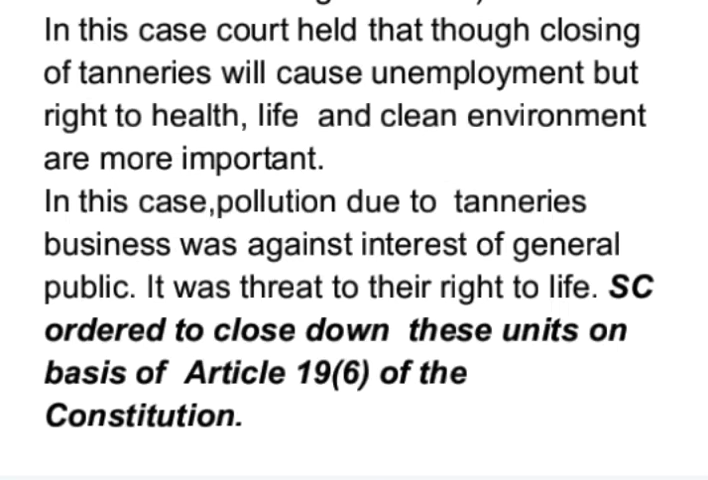 In this case court held that though closing
of tanneries will cause unemployment but
right to health, life  and clean environment
are more important.
In this case,pollution due to  tanneries
business was against interest of general
public. It was threat to their right to life. SC
ordered to close down  these units on
basis of  Article 19(6) of the
Constitution.